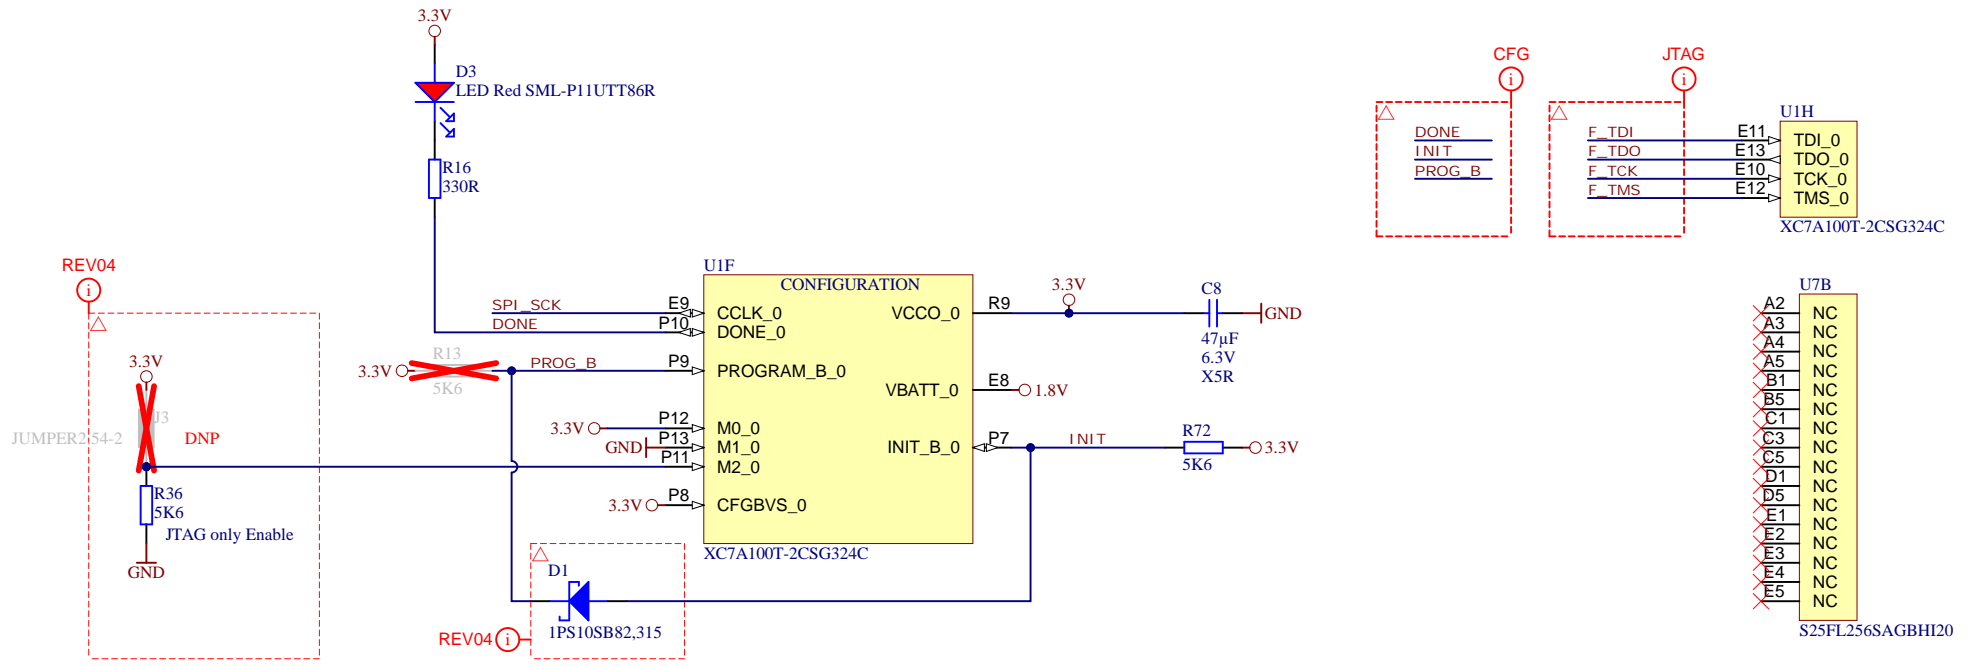 3.3V
D3
LED Red SML-P11UTT86R
R16
330R
CFG
i
DONE
INIT
PROG_B
JTAG
i
F_TDI
F_TDO
F_TCK
F_TMS
E11
E13
E10
E12
U1H
TDI_0
TDO_0
TCK_0
TMS_0
XC7A100T-2CSG324C
REV04
i
3.3V
J3
JUMPER2.54-2
DNP
R36
5K6
JTAG only Enable
GND
U1F
CONFIGURATION
SPI_SCK
E9
CCLK_0
DONE
P10
DONE_0
R13
3.3V
5K6
PROG_B
P9
PROGRAM_B_0
3.3V
P12
M0_0
GND
P13
M1_0
P11
M2_0
3.3V
P8
CFGBVS_0
VCCO_0
R9
3.3V
C8
47µF
6.3V
X5R
GND
VBATT_0
E8
1.8V
INIT_B_0
P7
INIT
R72
5K6
3.3V
XC7A100T-2CSG324C
D1
1PS10SB82,315
REV04
i
U7B
A2 NC
A3 NC
A4 NC
A5 NC
B1 NC
B5 NC
C1 NC
C3 NC
C5 NC
D1 NC
D5 NC
E1 NC
E2 NC
E3 NC
E4 NC
E5 NC
S25FL256SAGBHI20